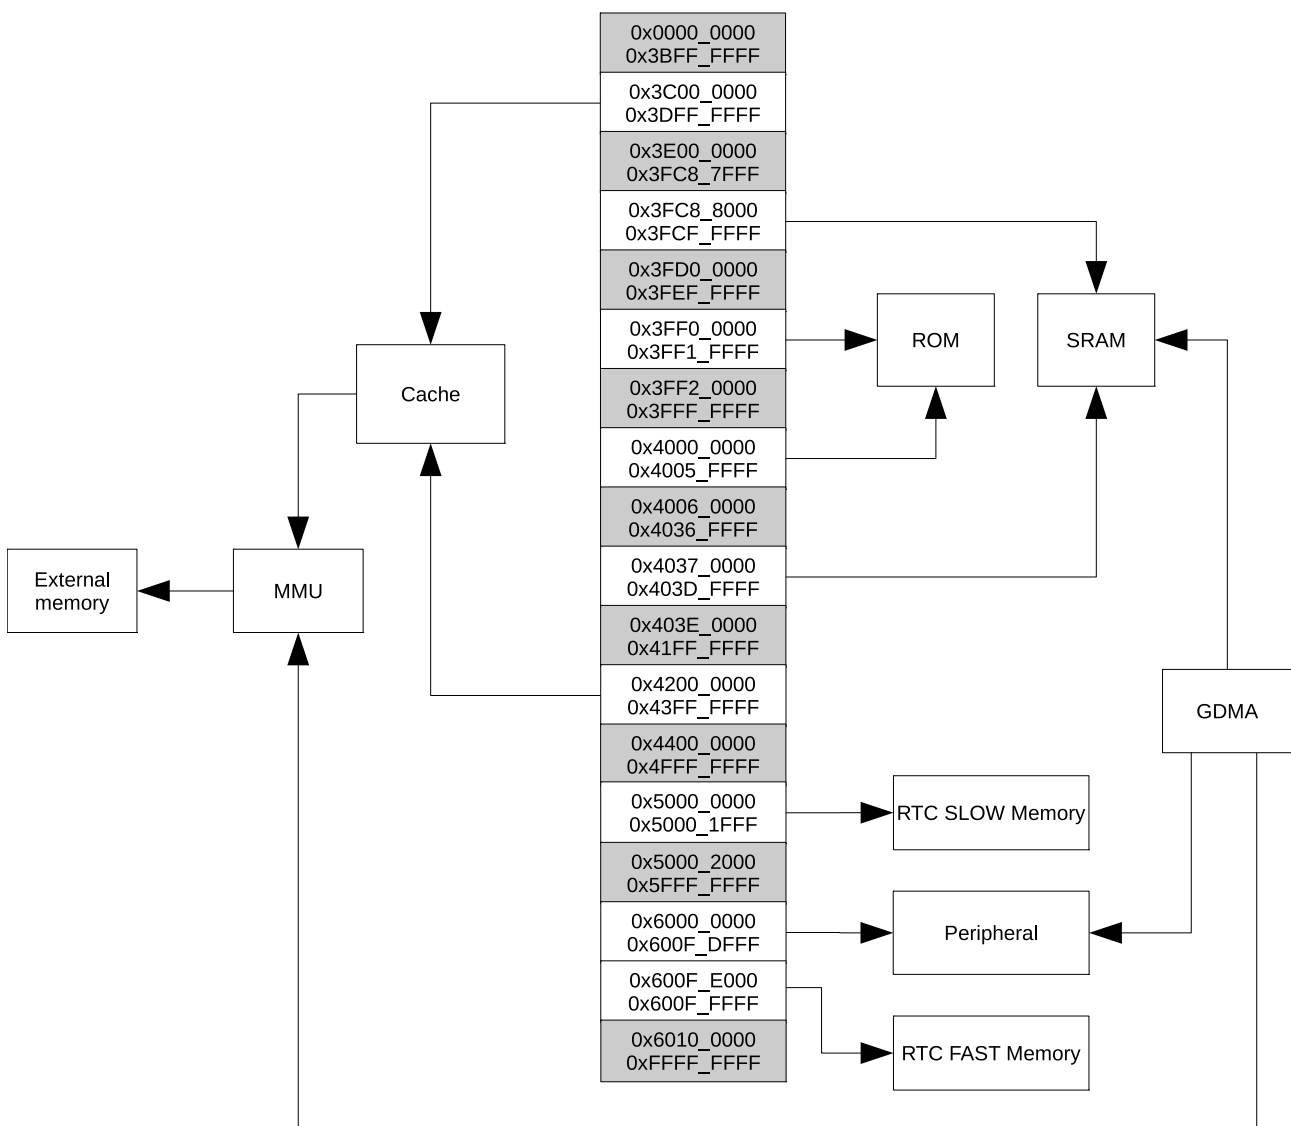 0x0000_0000
0x3BFF_FFFF
0x3C00_0000
0x3DFF_FFFF
0x3E00_0000
0x3FC8_7FFF
0x3FC8_8000
0x3FCF_FFFF
0x3FD0_0000
0x3FEF_FFFF
0x3FF0_0000
0x3FF1_FFFF
0x3FF2_0000
0x3FFF_FFFF
0x4000_0000
0x4005_FFFF
0x4006_0000
0x4036_FFFF
0x4037_0000
0x403D_FFFF
0x403E_0000
0x41FF_FFFF
0x4200_0000
0x43FF_FFFF
0x4400_0000
0x4FFF_FFFF
0x5000_0000
0x5000_1FFF
0x5000_2000
0x5FFF_FFFF
0x6000_0000
0x600F_DFFF
0x600F_E000
0x600F_FFFF
0x6010_0000
0xFFFF_FFFF
Cache
MMU
External
memory
ROM
SRAM
GDMA
RTC SLOW Memory
Peripheral
RTC FAST Memory